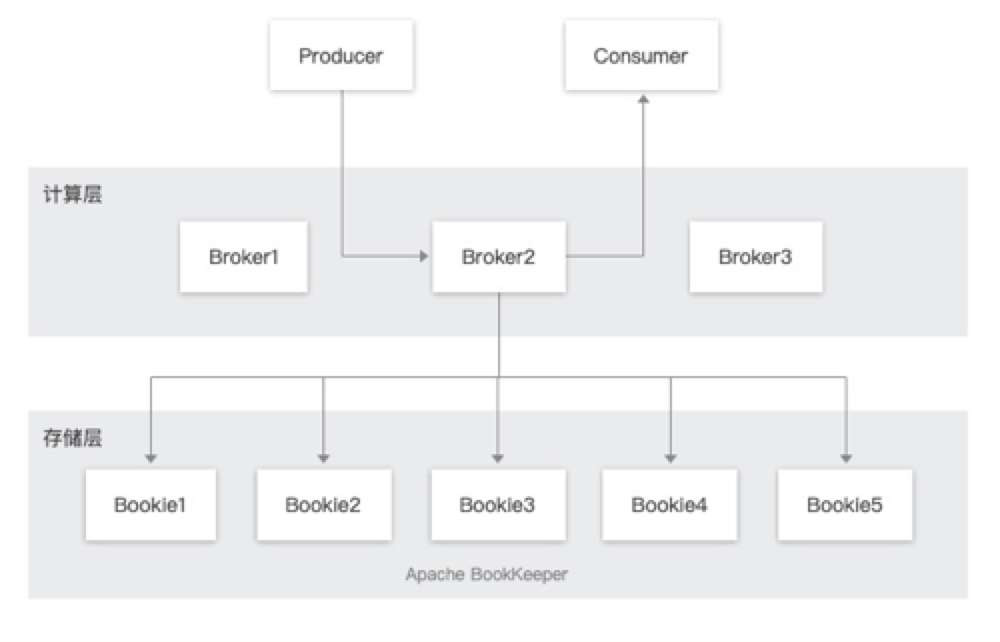 Producer
Consumer
计算层
Broker1
Broker2
Broker3
存储层
Bookie1
Bookie2
Bookie3
Bookie4
Bookie5
Apache BookKeeper